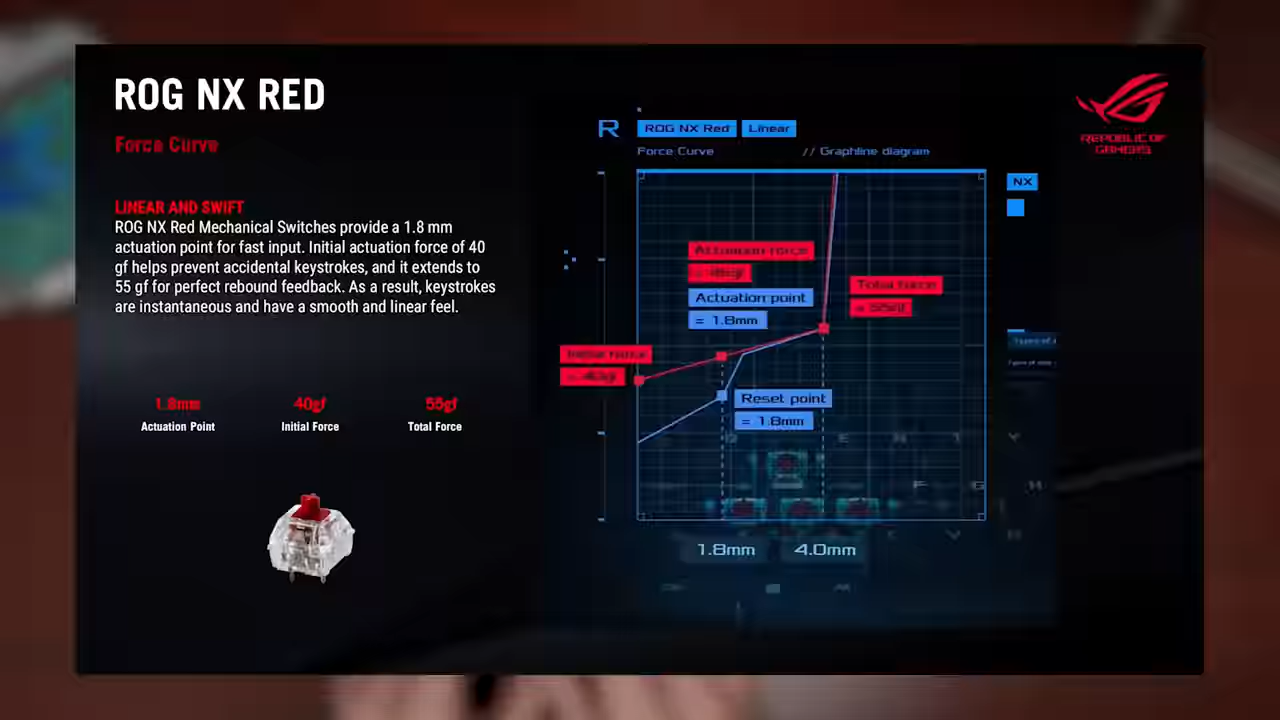 ROG NX RED
Force Curve
LINEAR AND SWIFT
ROG NX Red Mechanical Switches provide a 1.8 mm
actuation point for fast input. Initial actuation force of 40
gf helps prevent accidental keystrokes, and it extends to
55 gf for perfect rebound feedback. As a result, keystrokes
are instantaneous and have a smooth and linear feel.
1.8mm 40gf 55gf
Actuation Point Initial Force Total Force
R ROG NX Red Linear
Force Curve // Graphline diagram
NX
Actuation force
Actuation point
= 1.8mm
Total force
= 55gf
Initial force
= 40gf
Reset point
= 1.8mm
1.8mm 4.0mm
REPUBLIC OF
GAMERS